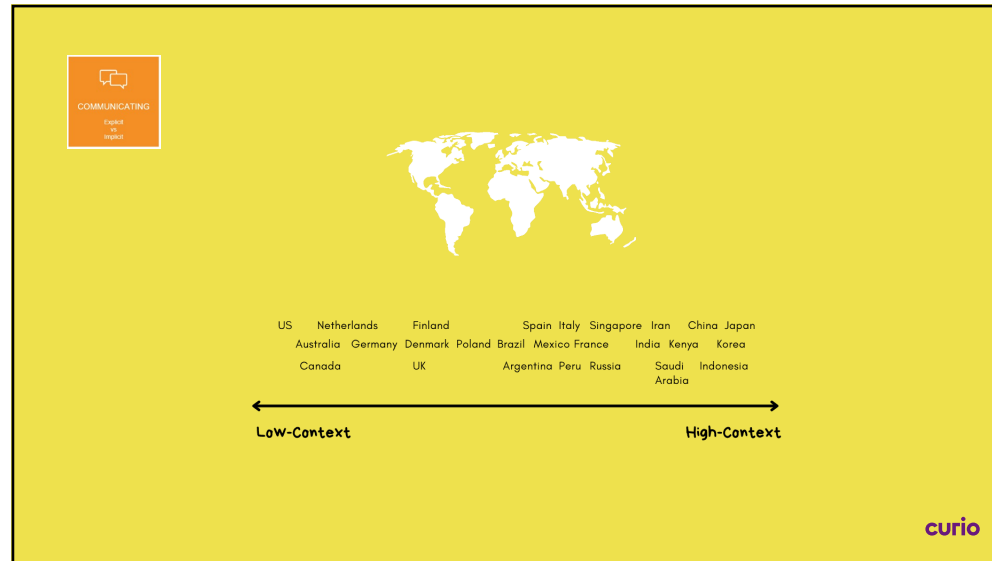 COMMUNICATING
Explicit
vs
Implicit
US Netherlands Finland Spain Italy Singapore Iran China Japan
Australia Germany Denmark Poland Brazil Mexico France India Kenya Korea
Canada UK Argentina Peru Russia Saudi Indonesia
Arabia
Low-Context High-Context
curio